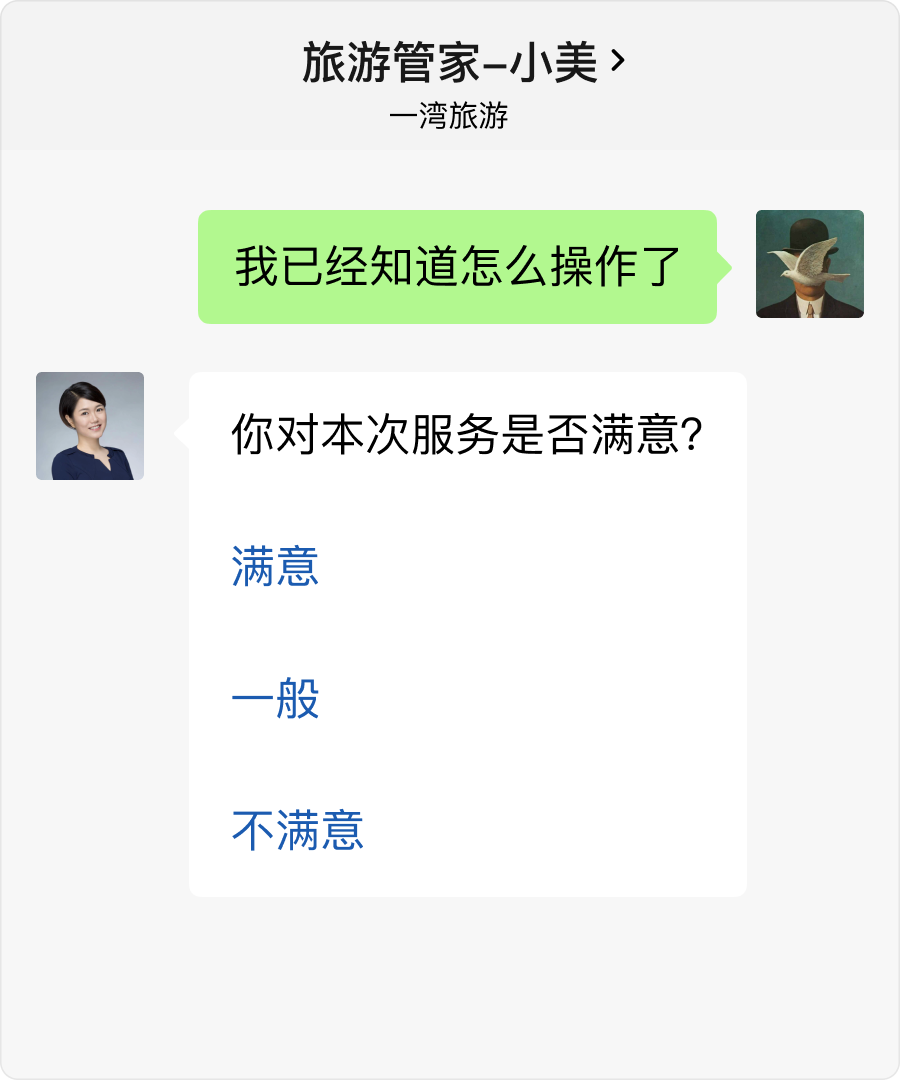 旅游管家-小美
一湾旅游
我已经知道怎么操作了
你对本次服务是否满意?
满意
一般
不满意